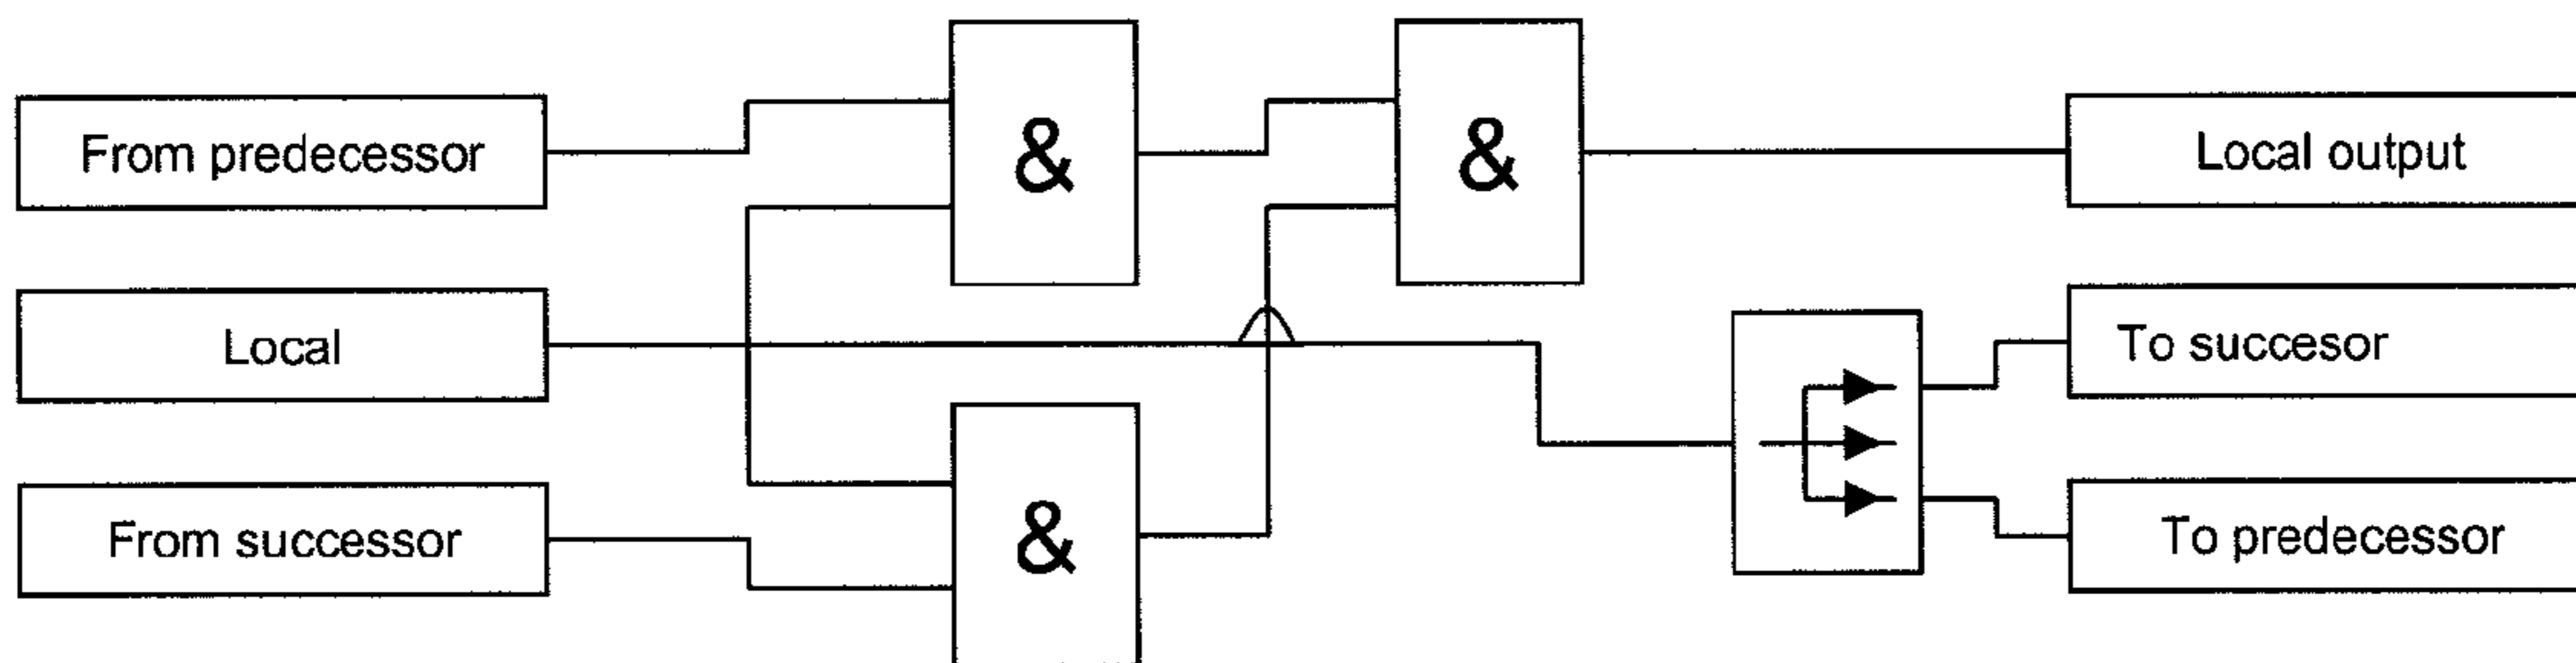 From predecessor
&
&
Local output
Local
To succesor
From successor
&
To predecessor